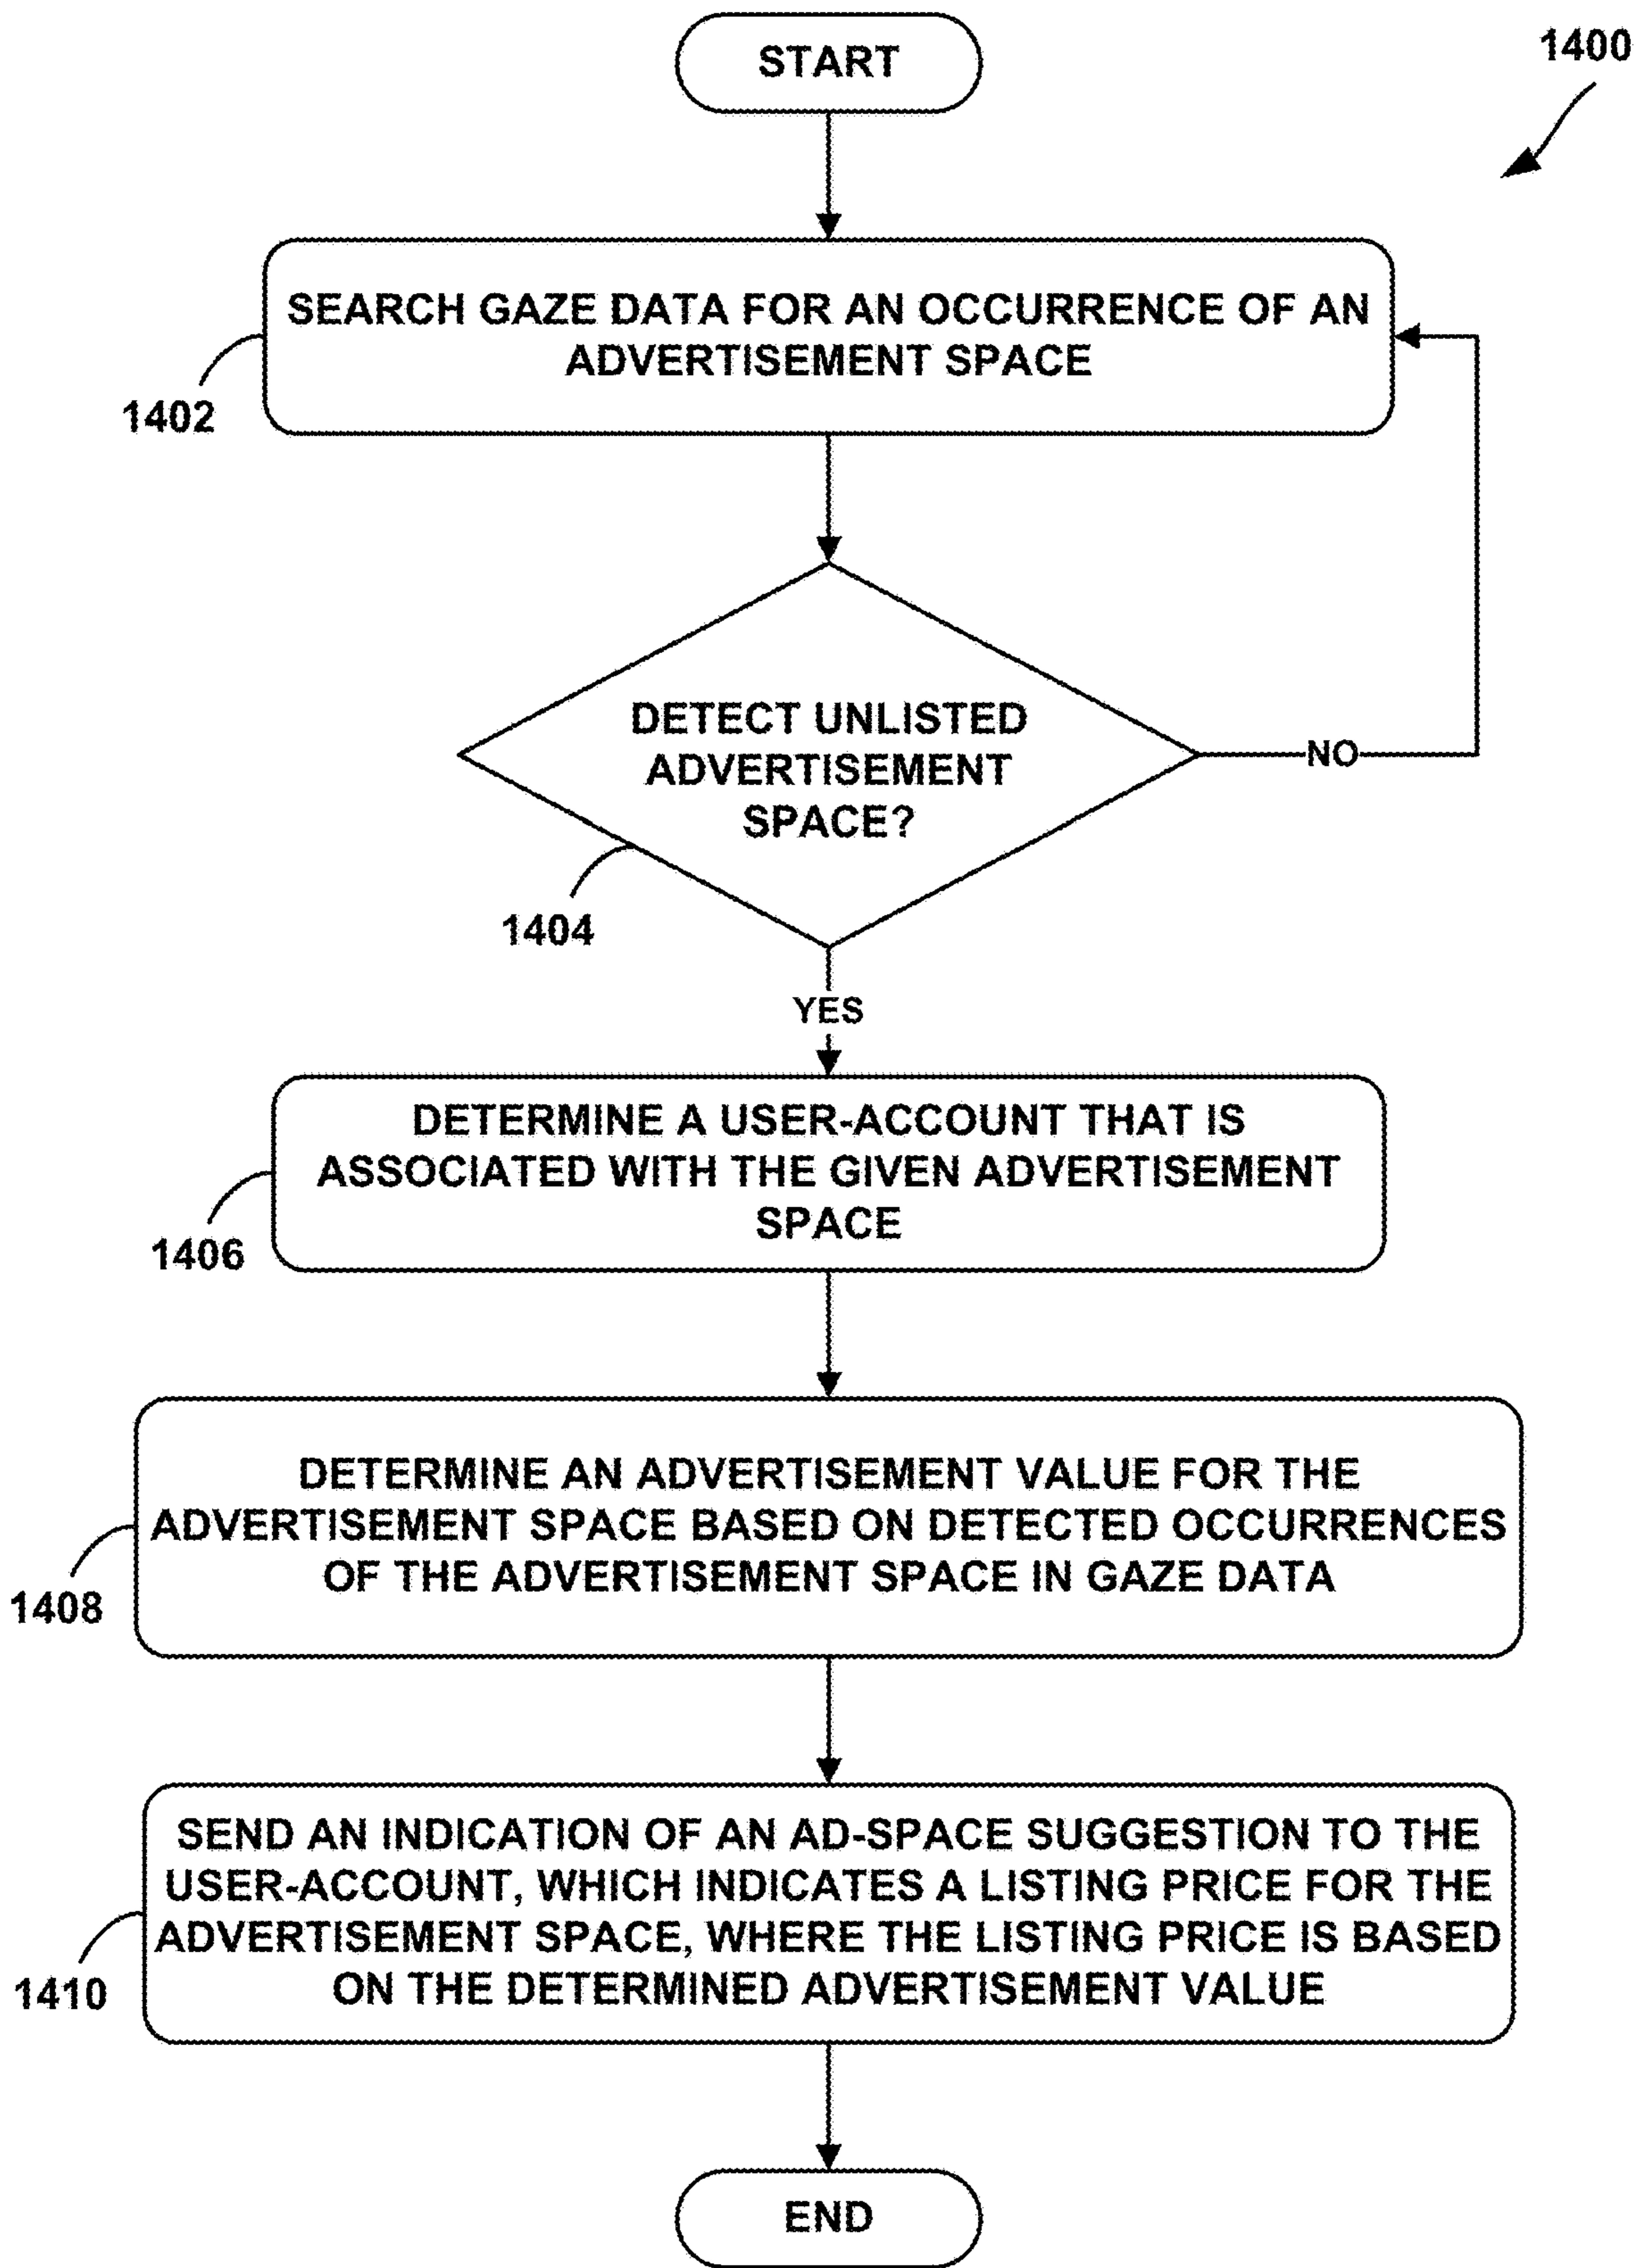 START
1400
SEARCH GAZE DATA FOR AN OCCURRENCE OF AN
ADVERTISEMENT SPACE
1402
DETECT UNLISTED
ADVERTISEMENT
SPACE?
NO
1404
YES
DETERMINE A USER-ACCOUNT THAT IS
ASSOCIATED WITH THE GIVEN ADVERTISEMENT
SPACE
1406
DETERMINE AN ADVERTISEMENT VALUE FOR THE
ADVERTISEMENT SPACE BASED ON DETECTED OCCURRENCES
OF THE ADVERTISEMENT SPACE IN GAZE DATA
1408
SEND AN INDICATION OF AN AD-SPACE SUGGESTION TO THE
USER-ACCOUNT, WHICH INDICATES A LISTING PRICE FOR THE
ADVERTISEMENT SPACE, WHERE THE LISTING PRICE IS BASED
ON THE DETERMINED ADVERTISEMENT VALUE
1410
END